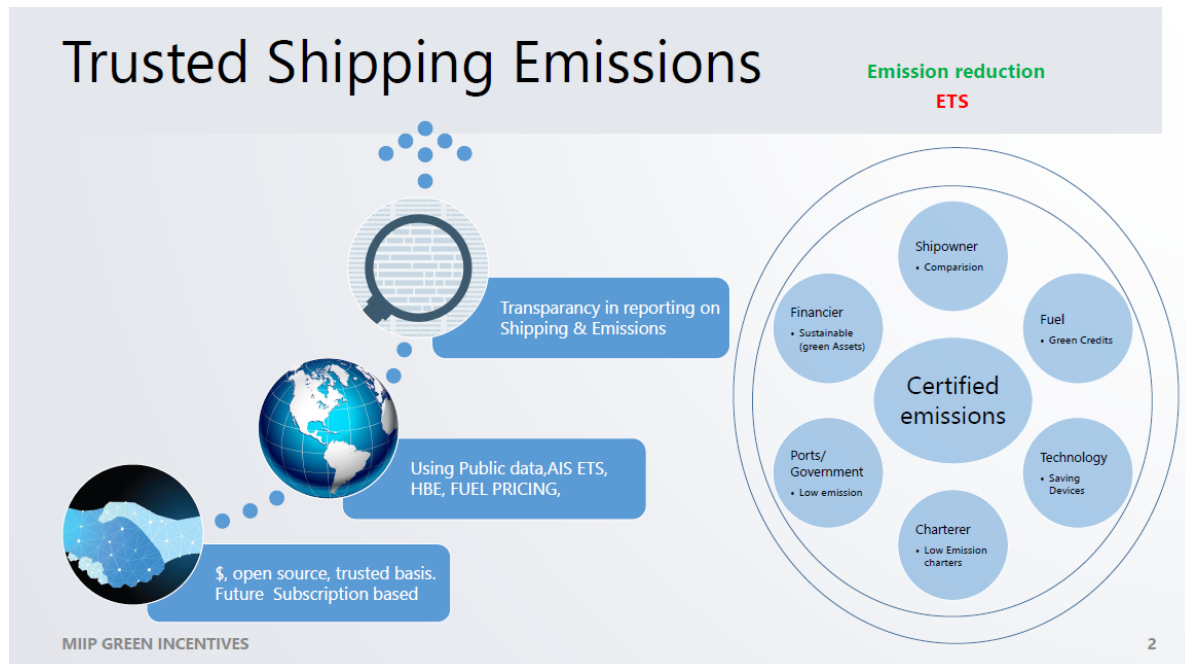 Trusted Shipping Emissions
Emission reduction
ETS
Transparancy in reporting on
Shipping & Emissions
Using Public data,AIS ETS,
HBE, FUEL PRICING,
$, open source, trusted basis.
Future  Subscription based
Shipowner
• Comparision
Financier
• Sustainable
(green Assets)
Fuel
• Green Credits
Certified
emissions
Ports/
Government
• Low emission
Technology
• Saving
Devices
Charterer
• Low Emission
charters
MIIP GREEN INCENTIVES
2